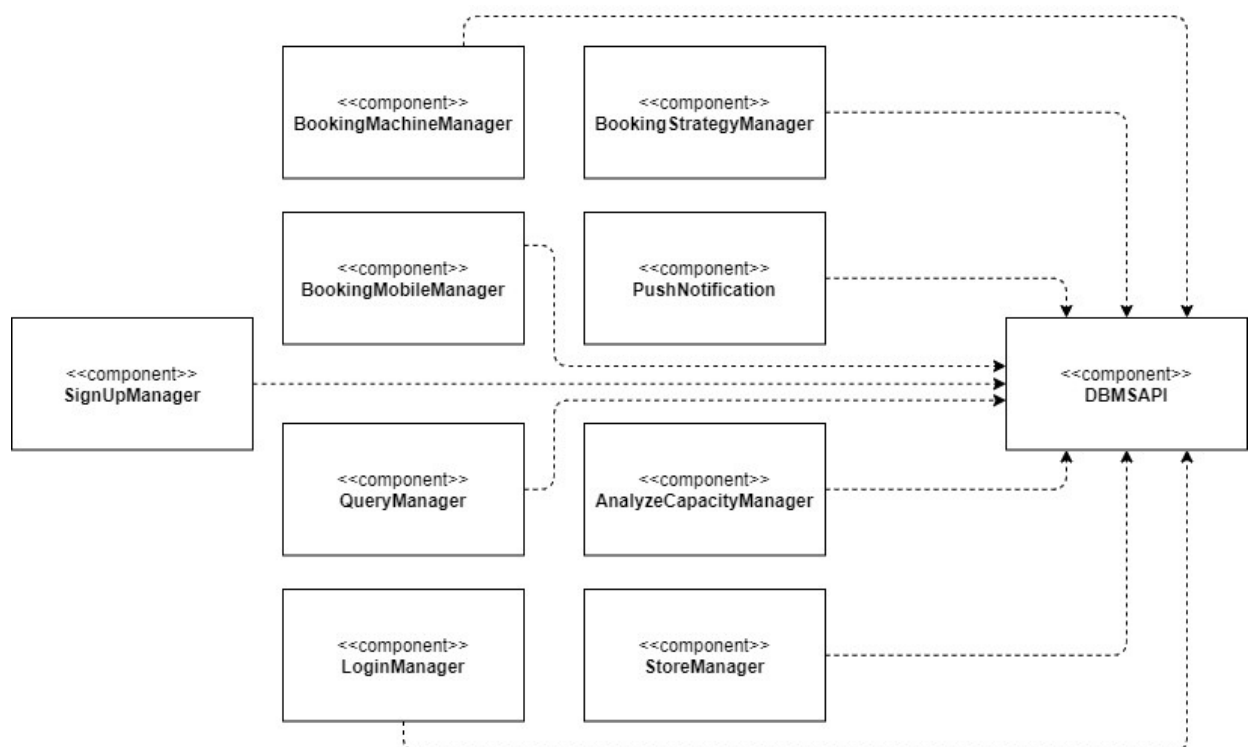 <<component>>
BookingMachineManager
<<component>>
BookingStrategyManager
<<component>>
BookingMobileManager
<<component>>
PushNotification
<<component>>
SignUpManager
<<component>>
DBMSAPI
<<component>>
QueryManager
<<component>>
AnalyzeCapacityManager
<<component>>
LoginManager
<<component>>
StoreManager